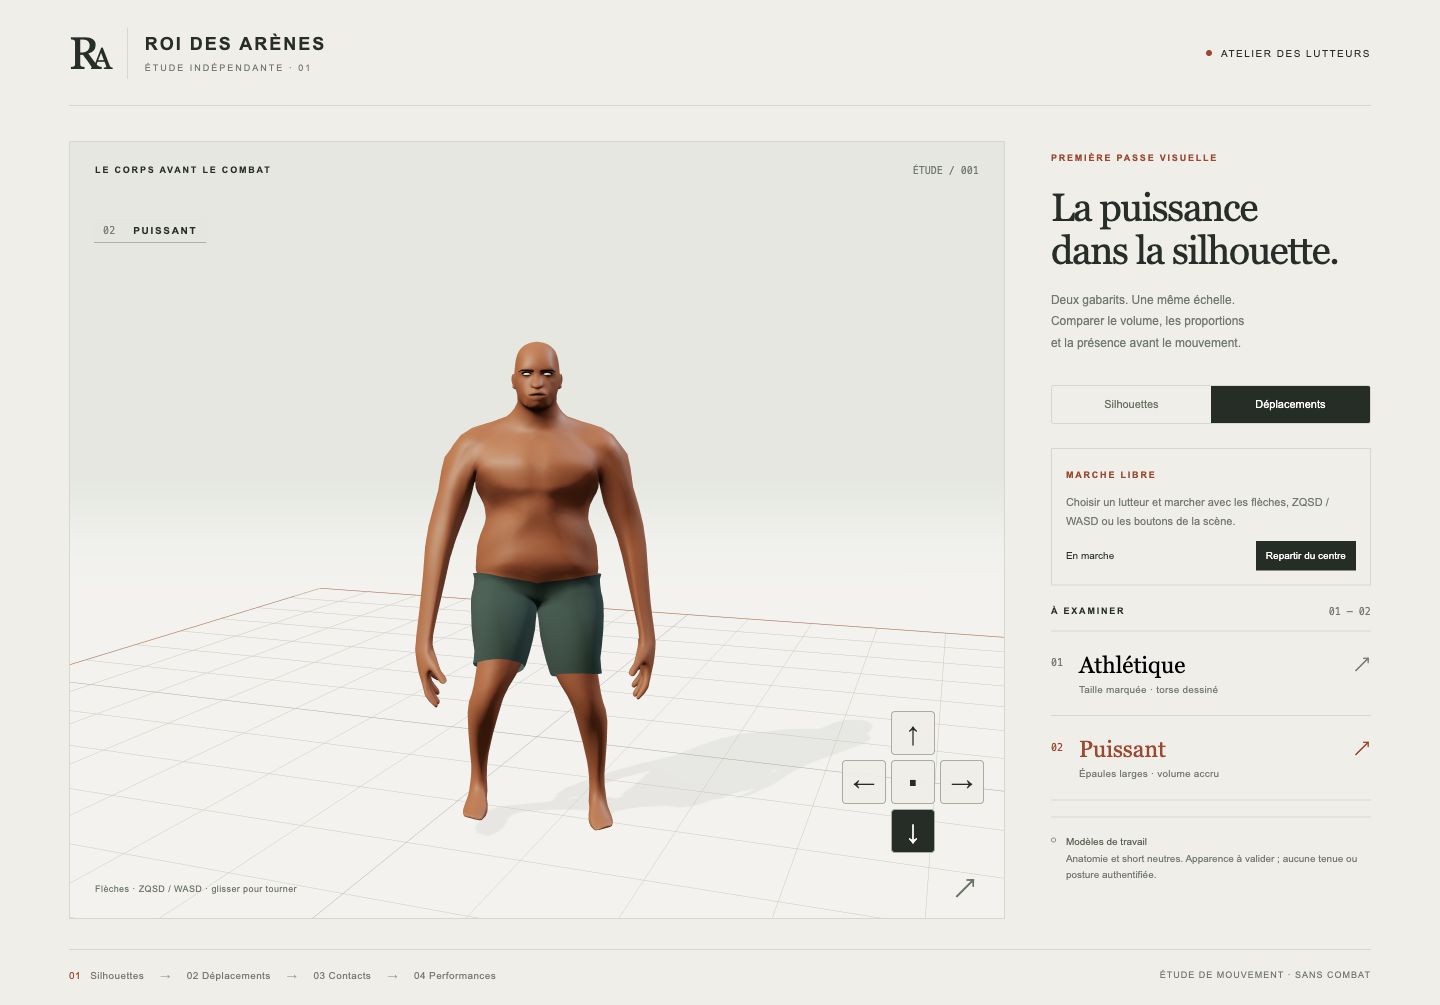 RA
ROI DES ARÈNES
ÉTUDE INDÉPENDANTE · 01
ATELIER DES LUTTEURS
LE CORPS AVANT LE COMBAT
ÉTUDE / 001
02 PUISSANT
Flèches · ZQSD / WASD · glisser pour tourner
PREMIÈRE PASSE VISUELLE
La puissance
dans la silhouette.
Deux gabarits. Une même échelle.
Comparer le volume, les proportions
et la présence avant le mouvement.
Silhouettes
Déplacements
MARCHE LIBRE
Choisir un lutteur et marcher avec les flèches, ZQSD /
WASD ou les boutons de la scène.
En marche
Repartir du centre
À EXAMINER
01 — 02
01 Athlétique ↗
Taille marquée · torse dessiné
02 Puissant ↗
Épaules larges · volume accru
Modèles de travail
Anatomie et short neutres. Apparence à valider ; aucune tenue ou
posture authentifiée.
01 Silhouettes → 02 Déplacements → 03 Contacts → 04 Performances
ÉTUDE DE MOUVEMENT · SANS COMBAT